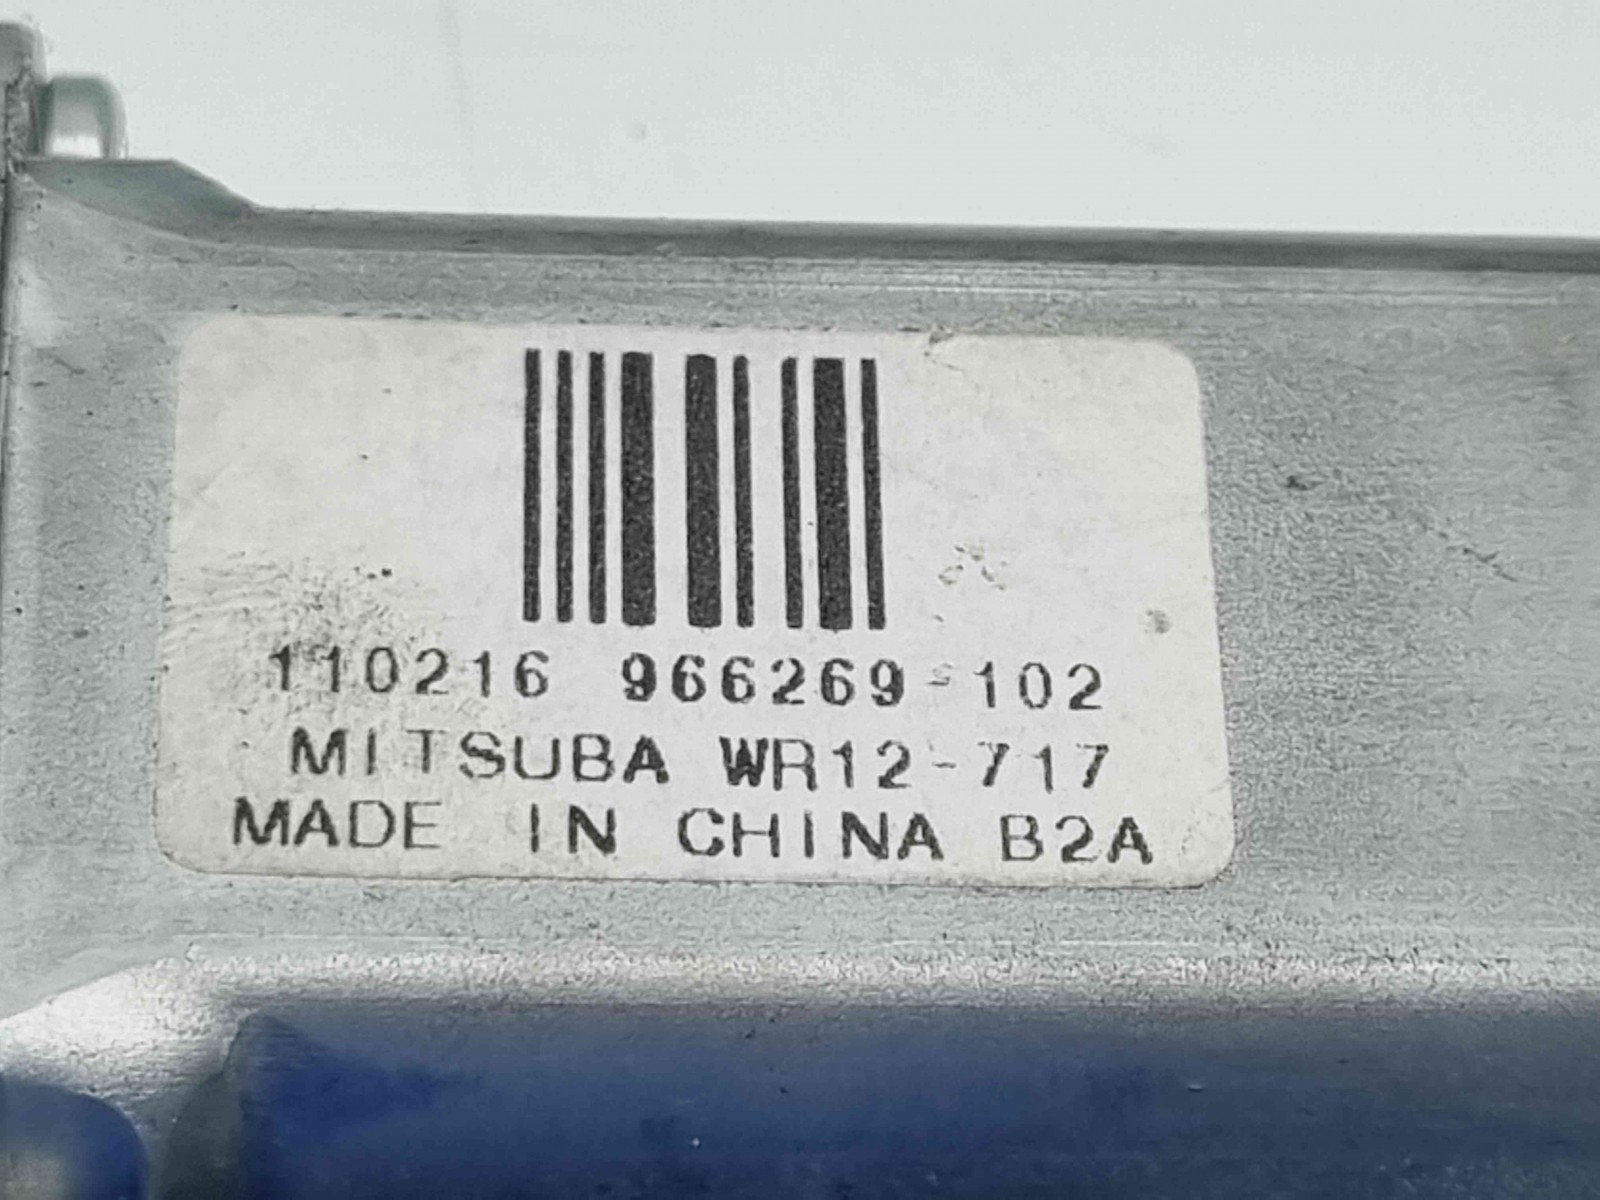 110216 966269-102
MITSUBA WR12-717
MADE IN CHINA B2A